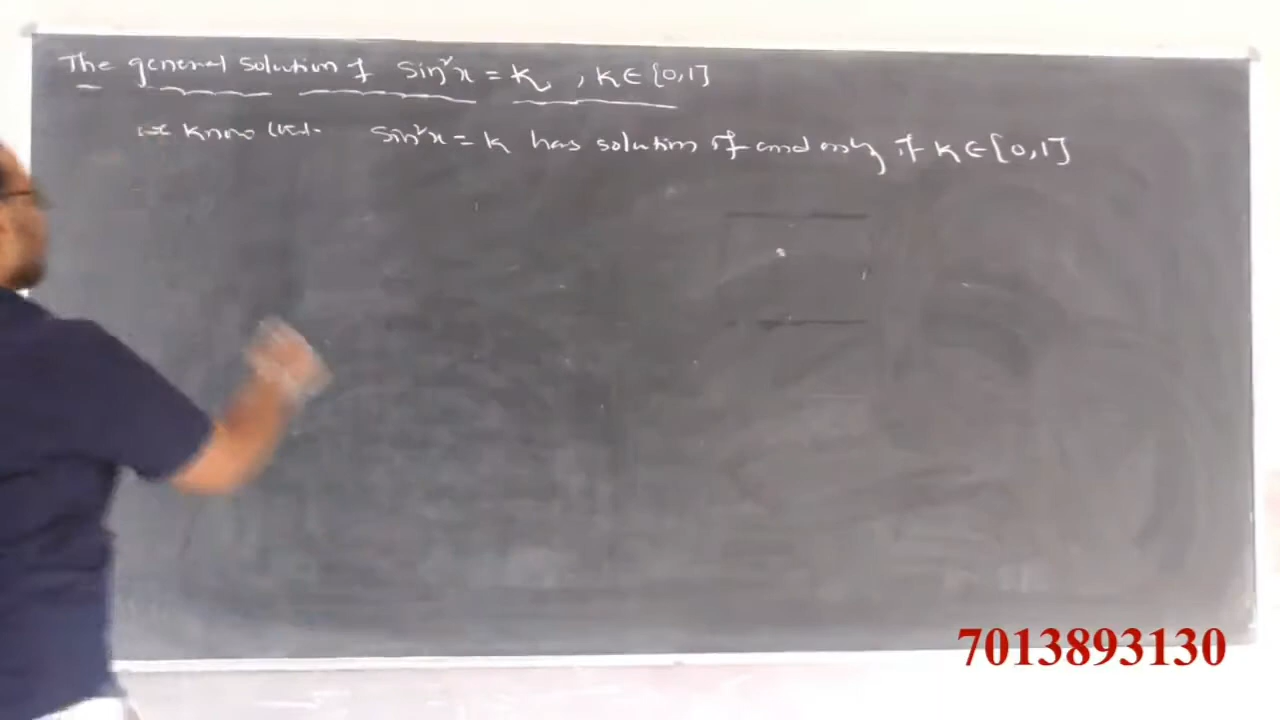 The general solution of Sin²x = K, K ∈ [0,1]
we know that Sin²x = K has solution if and only if K ∈ [0,1]
7013893130